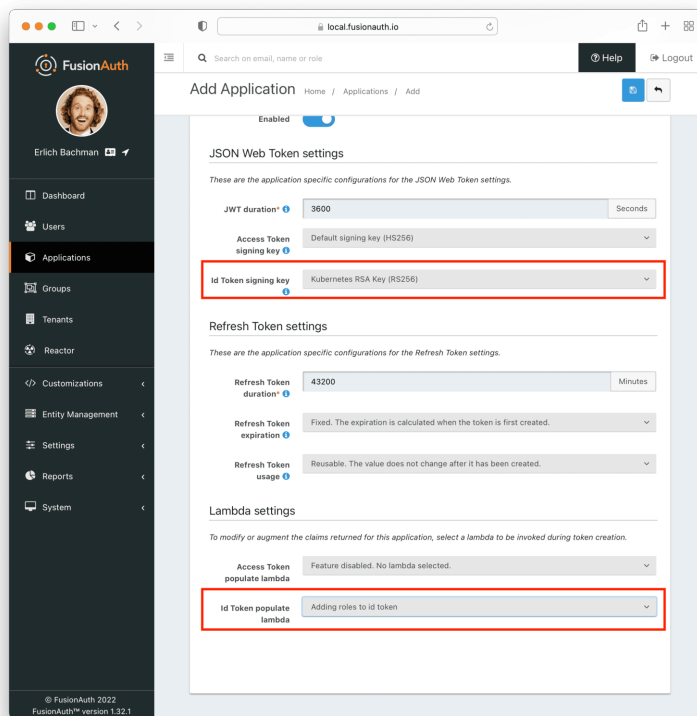 local.fusionauth.io
FusionAuth
Search on email, name or role
Help
Logout
Add Application
Home / Applications / Add
Erlich Bachman
Dashboard
Users
Applications
Groups
Tenants
Reactor
Customizations
Entity Management
Settings
Reports
System
© FusionAuth 2022
FusionAuth™ version 1.32.1
Enabled
JSON Web Token settings
These are the application specific configurations for the JSON Web Token settings.
JWT duration* 3600 Seconds
Access Token Default signing key (HS256)
signing key
Id Token signing key Kubernetes RSA Key (RS256)
Refresh Token settings
These are the application specific configurations for the Refresh Token settings.
Refresh Token 43200 Minutes
duration*
Refresh Token Fixed. The expiration is calculated when the token is first created.
expiration
Refresh Token Reusable. The value does not change after it has been created.
usage
Lambda settings
To modify or augment the claims returned for this application, select a lambda to be invoked during token creation.
Access Token Feature disabled. No lambda selected.
populate lambda
Id Token populate Adding roles to id token
lambda